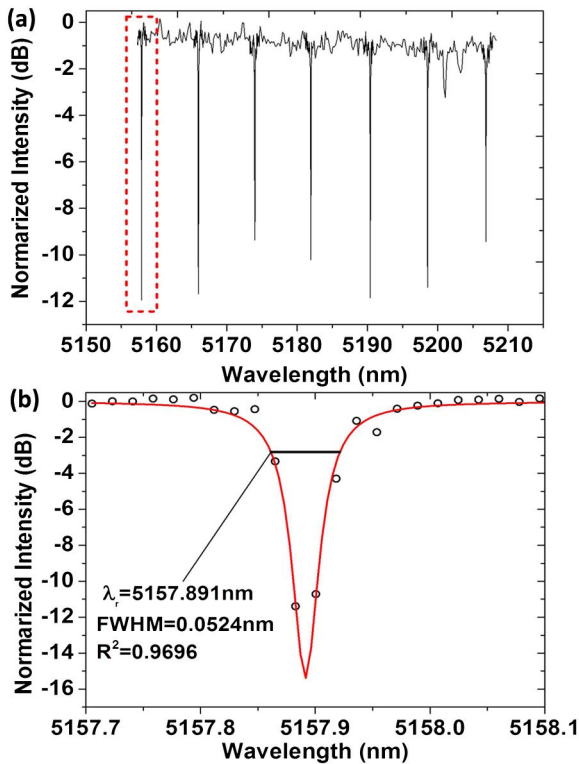 (a)
Normarized Intensity (dB)
0
-2
-4
-6
-8
-10
-12
5150 5160 5170 5180 5190 5200 5210
Wavelength (nm)
(b)
Normarized Intensity (dB)
0
-2
-4
-6
-8
-10
-12
-14
-16
λr=5157.891nm
FWHM=0.0524nm
R²=0.9696
5157.7 5157.8 5157.9 5158.0 5158.1
Wavelength (nm)